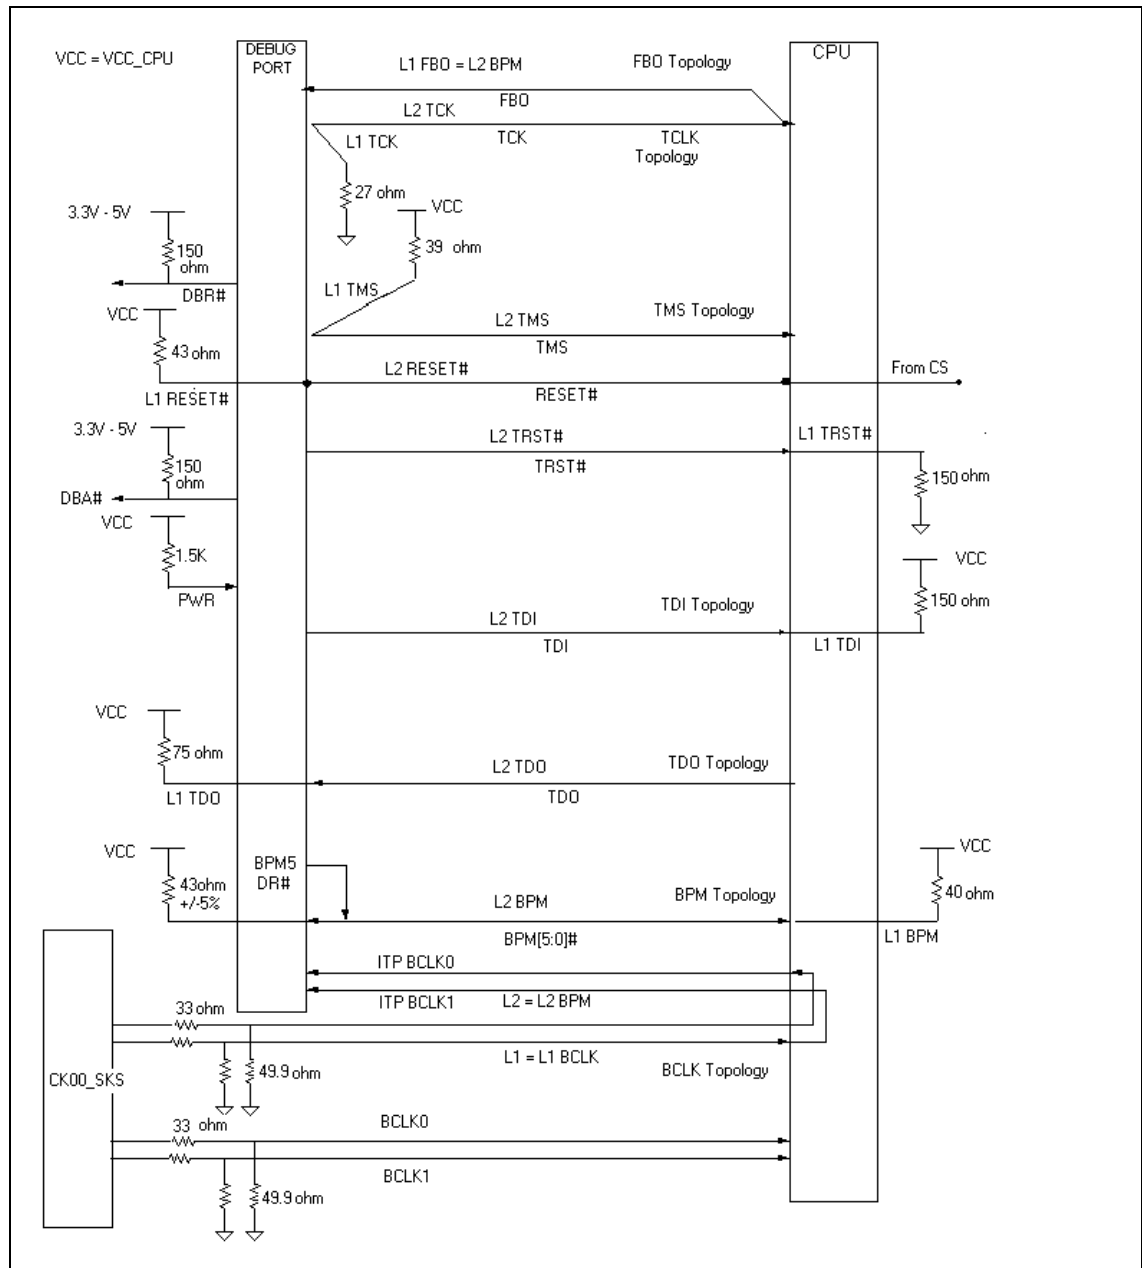 VCC = VCC_CPU
DEBUG
PORT
L1 FBO = L2 BPM
FBO Topology
CPU
FBO
L2 TCK
TCK
TCLK
Topology
L1 TCK
27 ohm
VCC
39 ohm
3.3V - 5V
150
ohm
DBR#
L1 TMS
VCC
43 ohm
L2 TMS
TMS Topology
TMS
L2 RESET#
From CS
L1 RESET#
RESET#
3.3V - 5V
L2 TRST#
L1 TRST#
TRST#
150
ohm
150 ohm
DBA#
VCC
1.5K
PWR
VCC
150 ohm
L2 TDI
TDI Topology
TDI
L1 TDI
VCC
75 ohm
L2 TDO
TDO Topology
L1 TDO
TDO
VCC
VCC
43ohm
+/-5%
BPM5
DR#
L2 BPM
BPM Topology
40 ohm
BPM[5:0]#
L1 BPM
ITP BCLK0
ITP BCLK1
L2 = L2 BPM
33 ohm
L1 = L1 BCLK
BCLK Topology
49.9 ohm
CK00_SKS
33 ohm
BCLK0
BCLK1
49.9 ohm